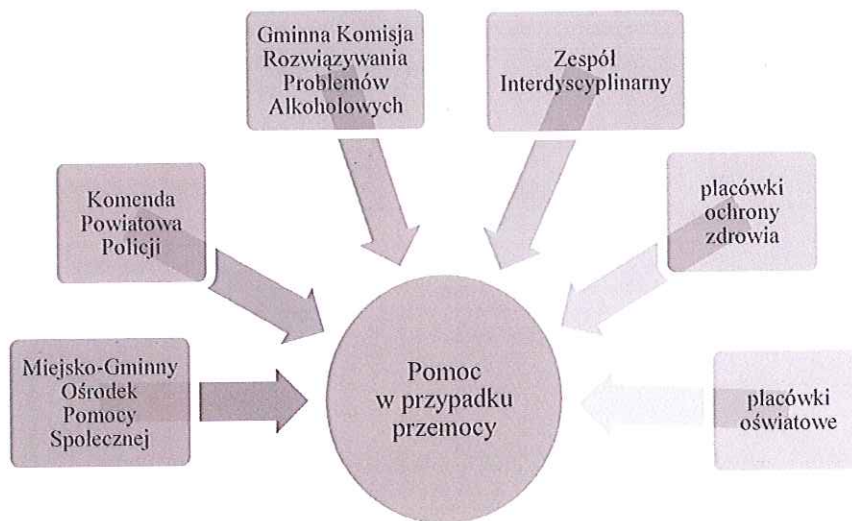 Gminna Komisja
Rozwiązywania
Problemów
Alkoholowych
Zespół
Interdyscyplinarny
Komenda
Powiatowa
Policji
placówki
ochrony
zdrowia
Miejsko-Gminny
Ośrodek
Pomocy
Społecznej
Pomoc
w przypadku
przemocy
placówki
oświatowe